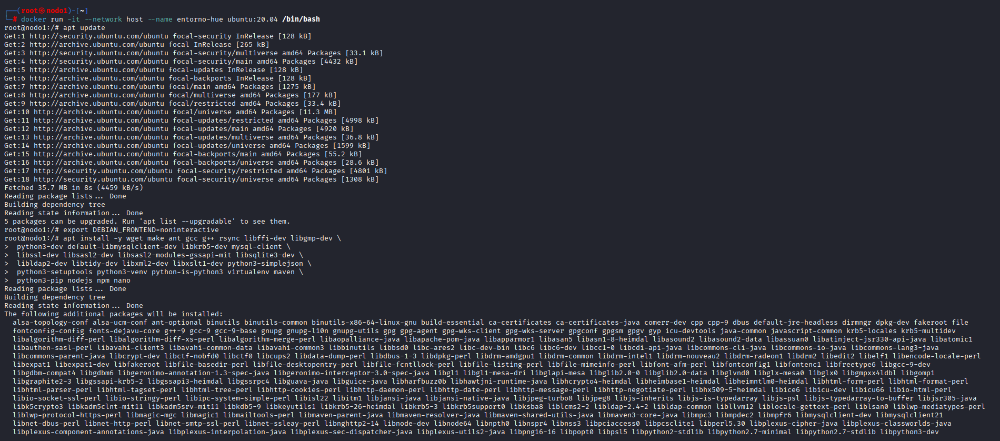 ┌──(root㉿nodo1)-[~]
└─# docker run -it --network host --name entorno-hue ubuntu:20.04 /bin/bash
root@nodo1:/# apt update
Get:1 http://security.ubuntu.com/ubuntu focal-security InRelease [128 kB]
Get:2 http://archive.ubuntu.com/ubuntu focal InRelease [265 kB]
Get:3 http://security.ubuntu.com/ubuntu focal-security/multiverse amd64 Packages [33.1 kB]
Get:4 http://security.ubuntu.com/ubuntu focal-security/main amd64 Packages [4432 kB]
Get:5 http://archive.ubuntu.com/ubuntu focal-updates InRelease [128 kB]
Get:6 http://archive.ubuntu.com/ubuntu focal-backports InRelease [128 kB]
Get:7 http://archive.ubuntu.com/ubuntu focal/main amd64 Packages [1275 kB]
Get:8 http://archive.ubuntu.com/ubuntu focal/multiverse amd64 Packages [177 kB]
Get:9 http://archive.ubuntu.com/ubuntu focal/restricted amd64 Packages [33.4 kB]
Get:10 http://archive.ubuntu.com/ubuntu focal/universe amd64 Packages [11.3 MB]
Get:11 http://archive.ubuntu.com/ubuntu focal-updates/restricted amd64 Packages [4998 kB]
Get:12 http://archive.ubuntu.com/ubuntu focal-updates/main amd64 Packages [4920 kB]
Get:13 http://archive.ubuntu.com/ubuntu focal-updates/multiverse amd64 Packages [36.8 kB]
Get:14 http://archive.ubuntu.com/ubuntu focal-updates/universe amd64 Packages [1599 kB]
Get:15 http://archive.ubuntu.com/ubuntu focal-backports/main amd64 Packages [55.2 kB]
Get:16 http://archive.ubuntu.com/ubuntu focal-backports/universe amd64 Packages [28.6 kB]
Get:17 http://security.ubuntu.com/ubuntu focal-security/restricted amd64 Packages [4801 kB]
Get:18 http://security.ubuntu.com/ubuntu focal-security/universe amd64 Packages [1308 kB]
Fetched 35.7 MB in 8s (4459 kB/s)
Reading package lists... Done
Building dependency tree
Reading state information... Done
5 packages can be upgraded. Run 'apt list --upgradable' to see them.
root@nodo1:/# export DEBIAN_FRONTEND=noninteractive
root@nodo1:/# apt install -y wget make ant gcc g++ rsync libffi-dev libgmp-dev \
>  python3-dev default-libmysqlclient-dev libkrb5-dev mysql-client \
>  libssl-dev libsasl2-dev libsasl2-modules-gssapi-mit libsqlite3-dev \
>  libldap2-dev libtidy-dev libxml2-dev libxslt1-dev python3-simplejson \
>  python3-setuptools python3-venv python-is-python3 virtualenv maven \
>  python3-pip nodejs npm nano
Reading package lists... Done
Building dependency tree
Reading state information... Done
The following additional packages will be installed:
  alsa-topology-conf alsa-ucm-conf ant-optional binutils binutils-common binutils-x86-64-linux-gnu build-essential ca-certificates ca-certificates-java comerr-dev cpp cpp-9 dbus default-jre-headless dirmngr dpkg-dev fakeroot file
  fontconfig-config fonts-dejavu-core g++-9 gcc-9 gcc-9-base gnupg gnupg-l10n gnupg-utils gpg gpg-agent gpg-wks-client gpg-wks-server gpgconf gpgsm gpgv gyp icu-devtools java-common javascript-common krb5-locales krb5-multidev
  libalgorithm-diff-perl libalgorithm-diff-xs-perl libalgorithm-merge-perl libaopalliance-java libapache-pom-java libapparmor1 libasan5 libasn1-8-heimdal libasound2 libasound2-data libassuan0 libatinject-jsr330-api-java libatomic1
  libauthen-sasl-perl libavahi-client3 libavahi-common-data libavahi-common3 libbinutils libbsd0 libc-ares2 libc-dev-bin libc6 libc6-dev libcc1-0 libcdi-api-java libcommons-cli-java libcommons-io-java libcommons-lang3-java
  libcommons-parent-java libcrypt-dev libctf-nobfd0 libctf0 libcups2 libdata-dump-perl libdbus-1-3 libdpkg-perl libdrm-amdgpu1 libdrm-common libdrm-intel1 libdrm-nouveau2 libdrm-radeon1 libdrm2 libedit2 libelf1 libencode-locale-perl
  libexpat1 libexpat1-dev libfakeroot libfile-basedir-perl libfile-desktopentry-perl libfile-fcntllock-perl libfile-listing-perl libfile-mimeinfo-perl libfont-afm-perl libfontconfig1 libfontenc1 libfreetype6 libgcc-9-dev
  libgdbm-compat4 libgdbm6 libgeronimo-annotation-1.3-spec-java libgeronimo-interceptor-3.0-spec-java libgl1 libgl1-mesa-dri libglapi-mesa libglib2.0-0 libglib2.0-data libglvnd0 libglx-mesa0 libglx0 libgmpxx4ldbl libgomp1
  libgraphite2-3 libgssapi-krb5-2 libgssapi3-heimdal libgssrpc4 libguava-java libguice-java libharfbuzz0b libhawtjni-runtime-java libhcrypto4-heimdal libheimbase1-heimdal libheimntlm0-heimdal libhtml-form-perl libhtml-format-perl
  libhtml-parser-perl libhtml-tagset-perl libhtml-tree-perl libhttp-cookies-perl libhttp-daemon-perl libhttp-date-perl libhttp-message-perl libhttp-negotiate-perl libhx509-5-heimdal libice6 libicu-dev libicu66 libio-html-perl
  libio-socket-ssl-perl libio-stringy-perl libipc-system-simple-perl libisl22 libitm1 libjansi-java libjansi-native-java libjpeg-turbo8 libjpeg8 libjs-inherits libjs-is-typedarray libjs-psl libjs-typedarray-to-buffer libjsr305-java
  libk5crypto3 libkadm5clnt-mit11 libkadm5srv-mit11 libkdb5-9 libkeyutils1 libkrb5-26-heimdal libkrb5-3 libkrb5support0 libksba8 liblcms2-2 libldap-2.4-2 libldap-common libllvm12 liblocale-gettext-perl liblsan0 liblwp-mediatypes-perl
  liblwp-protocol-https-perl libmagic-mgc libmagic1 libmailtools-perl libmaven-parent-java libmaven-resolver-java libmaven-shared-utils-java libmaven3-core-java libmpc3 libmpdec2 libmpfr6 libmysqlclient-dev libmysqlclient21
  libnet-dbus-perl libnet-http-perl libnet-smtp-ssl-perl libnet-ssleay-perl libnghttp2-14 libnode-dev libnode64 libnpth0 libnspr4 libnss3 libpciaccess0 libpcsclite1 libperl5.30 libplexus-cipher-java libplexus-classworlds-java
  libplexus-component-annotations-java libplexus-interpolation-java libplexus-sec-dispatcher-java libplexus-utils2-java libpng16-16 libpopt0 libpsl5 libpython2-stdlib libpython2.7-minimal libpython2.7-stdlib libpython3-dev